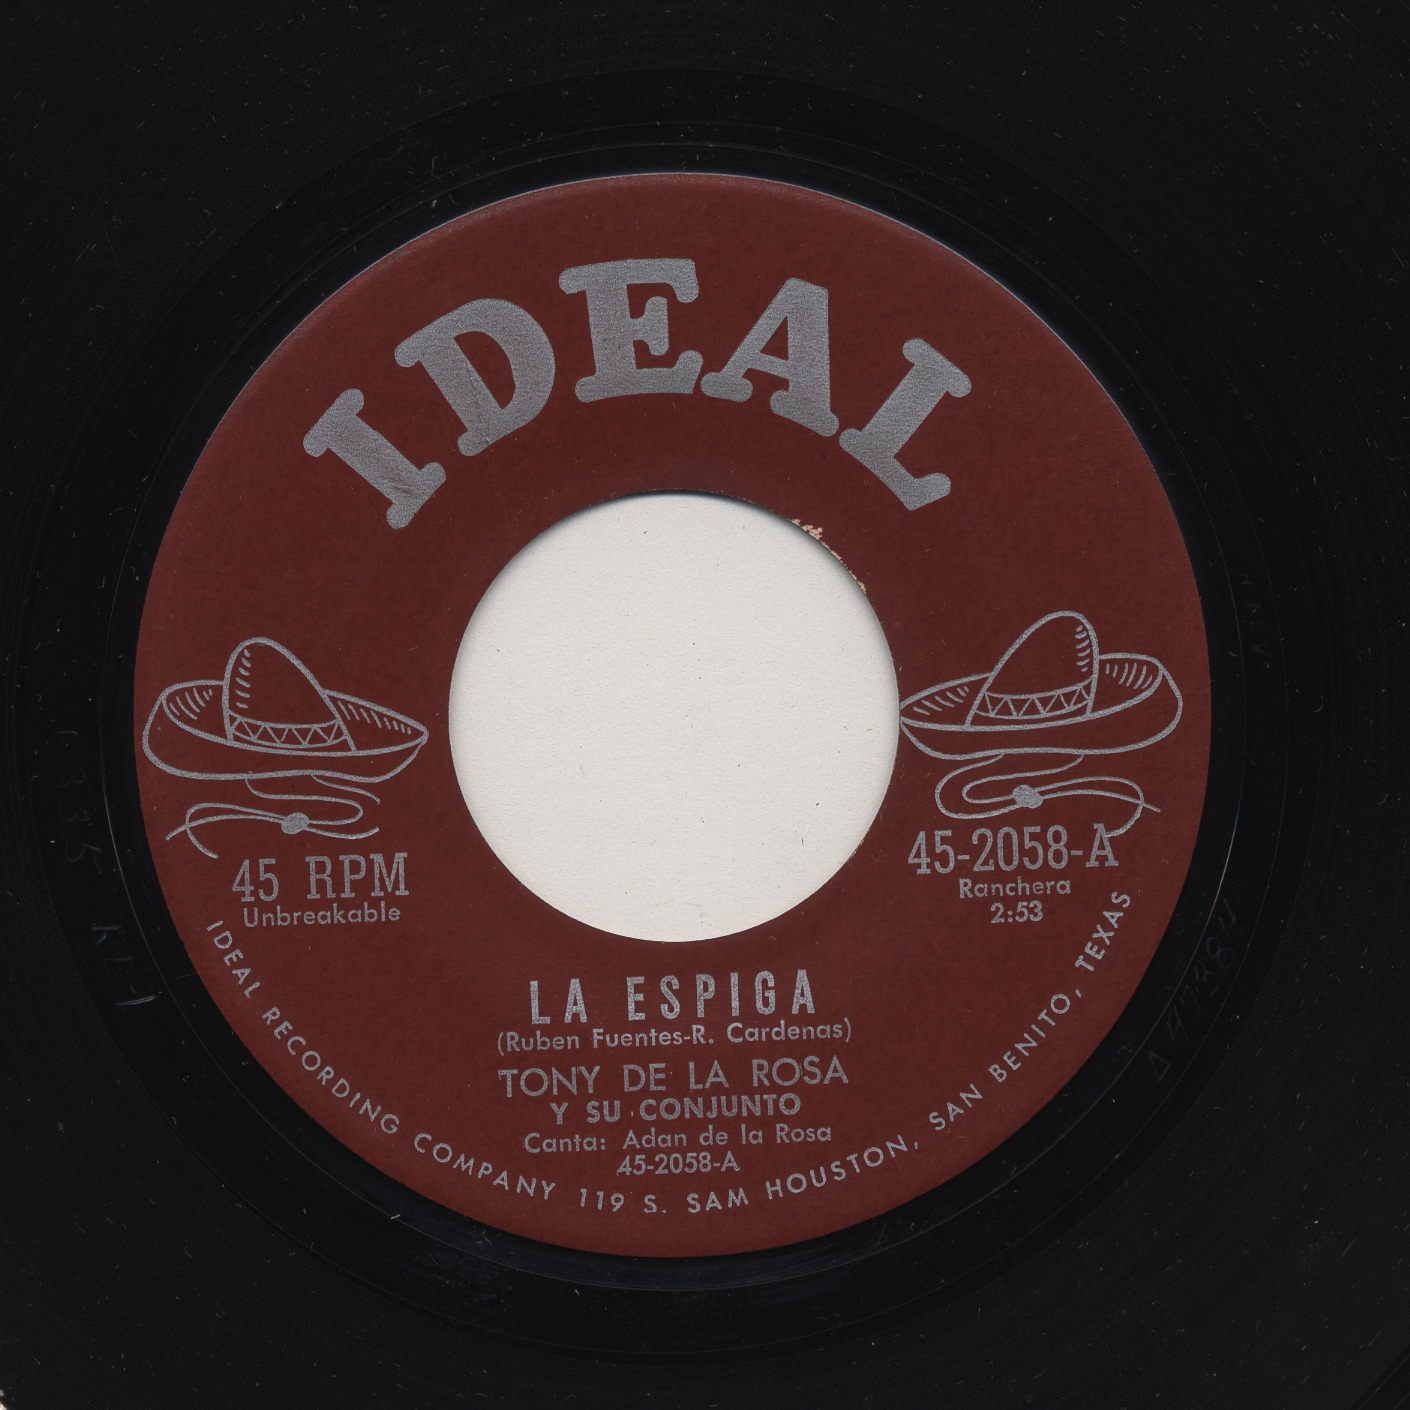 IDEAL
45 RPM
Unbreakable
45-2058-A
Ranchera
2:53
LA ESPIGA
(Ruben Fuentes-R. Cardenas)
TONY DE LA ROSA
Y SU CONJUNTO
Canta: Adan de la Rosa
45-2058-A
IDEAL RECORDING COMPANY 119 S. SAM HOUSTON, SAN BENITO, TEXAS